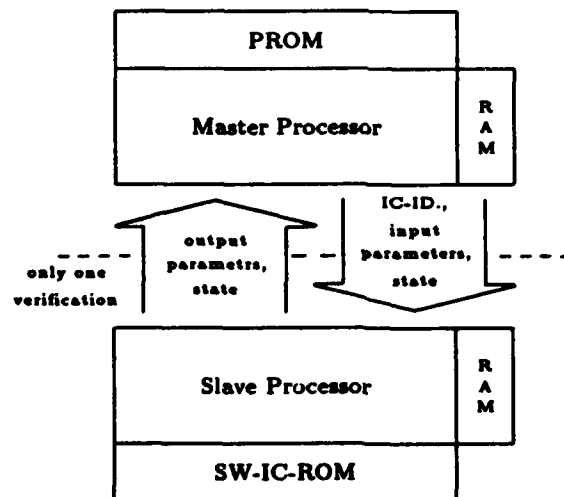 PROM
Master Processor
R
A
M
IC-ID.,
input
parameters,
state
output
parametrs,
state
only one
verification
Slave Processor
R
A
M
SW-IC-ROM